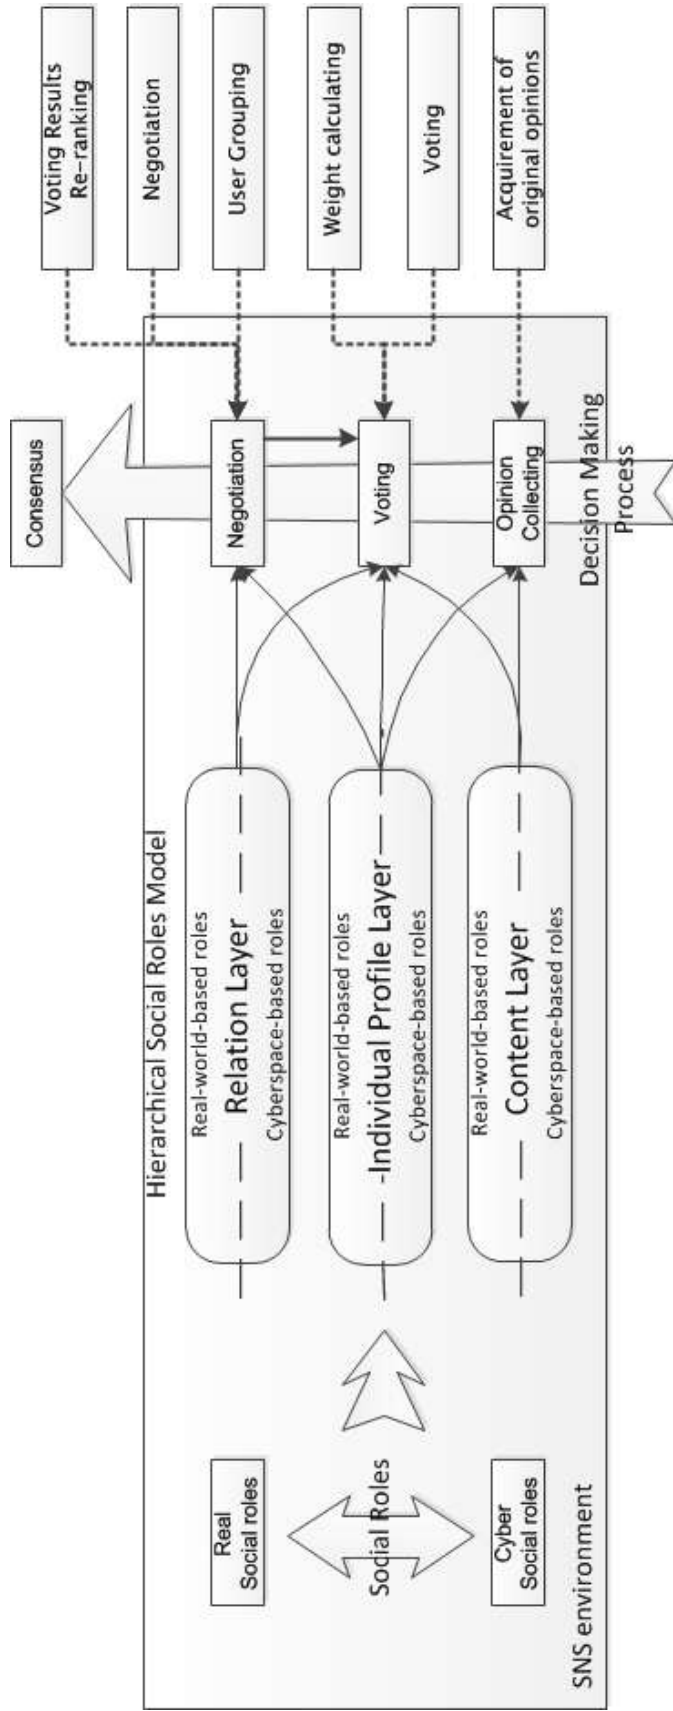 Consensus
Voting Results
Re-ranking
Negotiation
User Grouping
Weight calculating
Voting
Acquirement of
original opinions
Hierarchical Social Roles Model
Real
Social roles
Social Roles
Cyber
Social roles
SNS environment
Real-world-based roles
Relation Layer
Cyberspace-based roles
Real-world-based roles
Individual Profile Layer
Cyberspace-based roles
Real-world-based roles
Content Layer
Cyberspace-based roles
Negotiation
Voting
Opinion
Collecting
Decision Making
Process